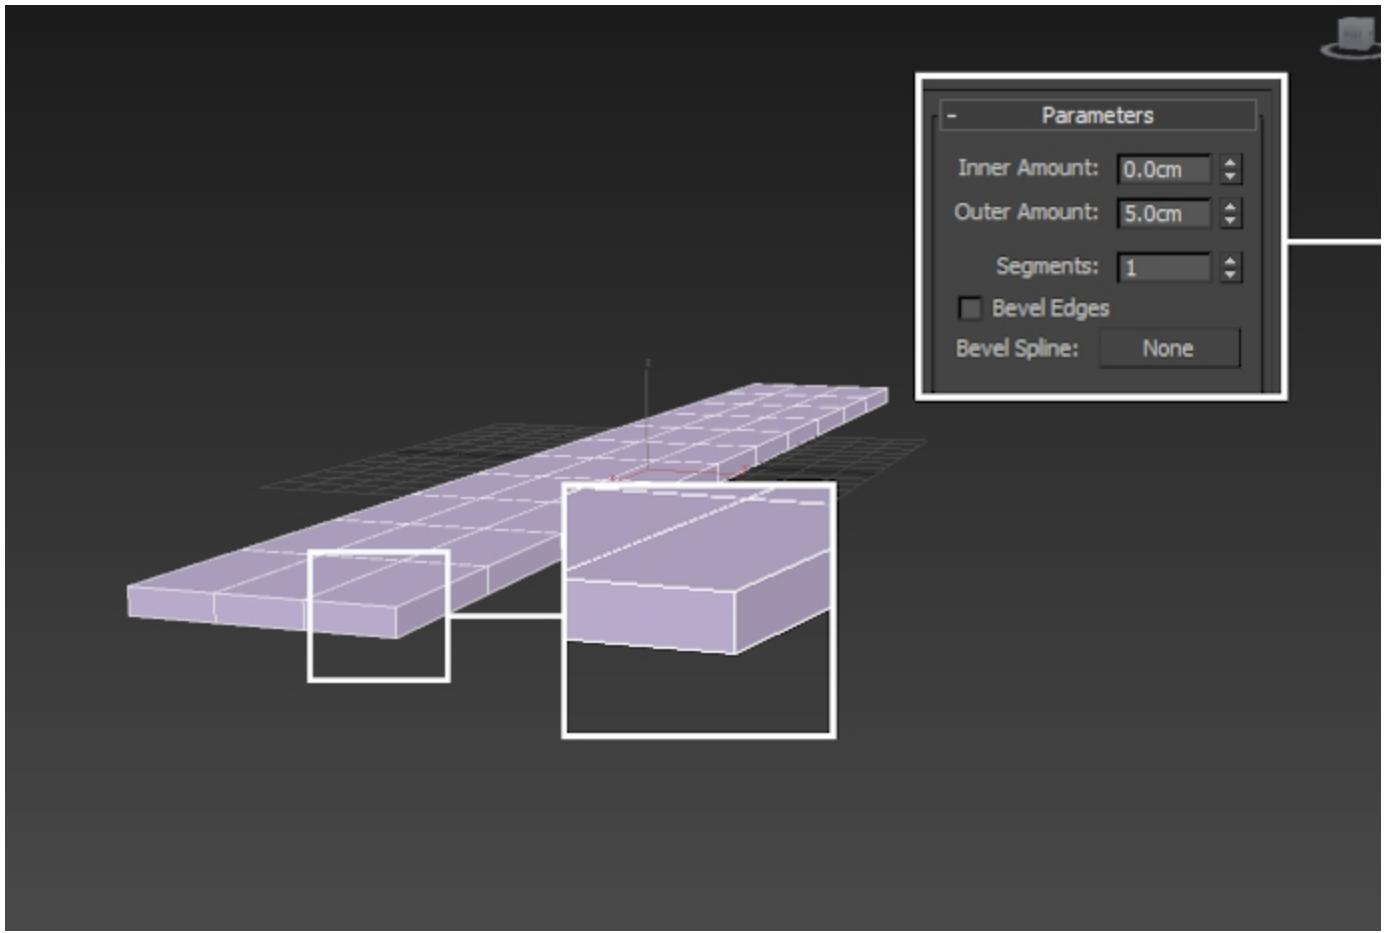 - Parameters
Inner Amount: 0.0cm
Outer Amount: 5.0cm
Segments: 1
Bevel Edges
Bevel Spline: None